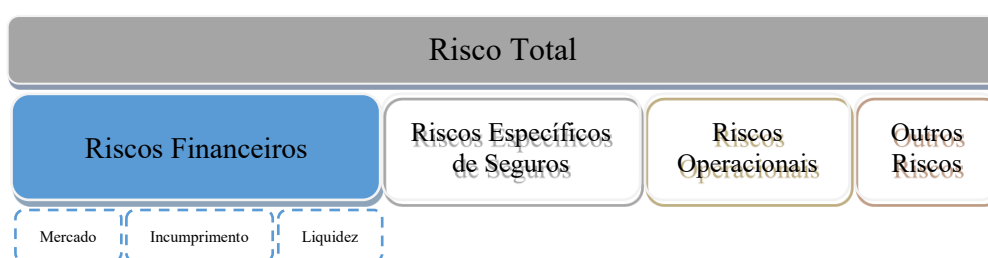 Risco Total
Riscos Financeiros
Riscos Específicos
de Seguros
Riscos
Operacionais
Outros
Riscos
Mercado
Incumprimento
Liquidez